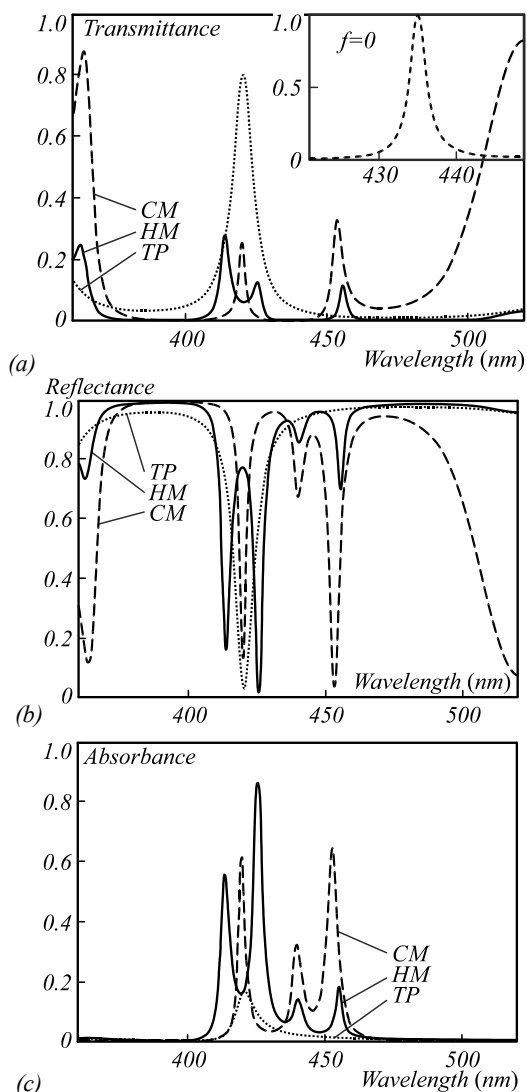 Transmittance
1.0
0.8
0.6
0.4
0.2
0
CM
HM
TP
f=0
1.0
0.5
0
430 440
400 450 500
Wavelength (nm)
(a)
Reflectance
1.0
0.8
0.6
0.4
0.2
0
TP
HM
CM
Wavelength (nm)
400 450 500
(b)
Absorbance
1.0
0.8
0.6
0.4
0.2
0
CM
HM
TP
400 450 500
Wavelength (nm)
(c)